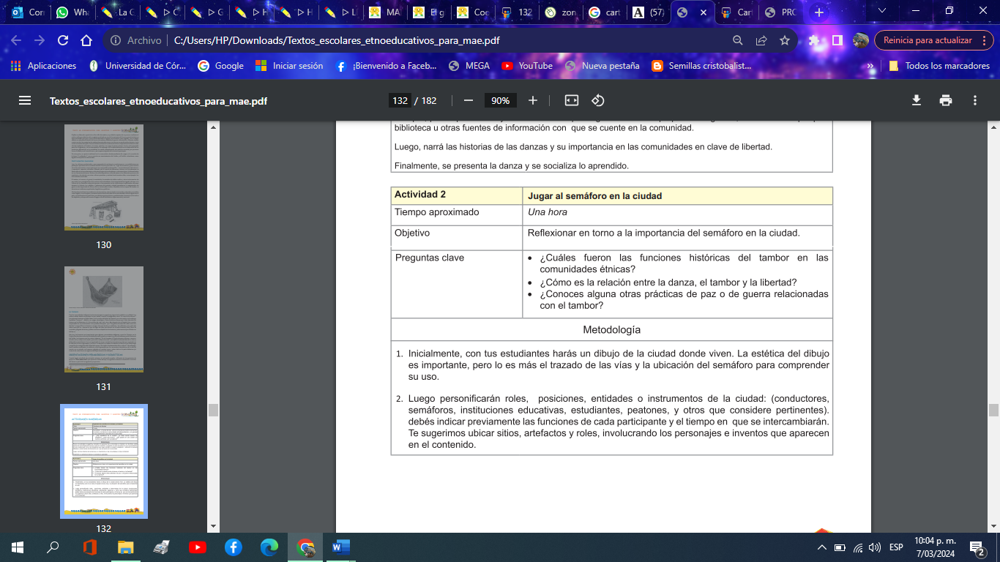 Con
Wha
La C
C
G
H
H
Li
MA
El g
Coc
132
zon
cart
(57)
Cart
PRC
Archivo
C:/Users/HP/Downloads/Textos_escolares_etnoeducativos_para_mae.pdf
Reinicia para actualizar
Aplicaciones
Universidad de Cór...
Google
Iniciar sesión
¡Bienvenido a Faceb...
MEGA
YouTube
Nueva pestaña
Semillas cristobalist...
»
Todos los marcadores
Textos_escolares_etnoeducativos_para_mae.pdf
132 / 182
90%
130
131
132
biblioteca u otras fuentes de información con que se cuente en la comunidad.
Luego, narrá las historias de las danzas y su importancia en las comunidades en clave de libertad.
Finalmente, se presenta la danza y se socializa lo aprendido.
Actividad 2
Jugar al semáforo en la ciudad
Tiempo aproximado
Una hora
Objetivo
Reflexionar en torno a la importancia del semáforo en la ciudad.
Preguntas clave
• ¿Cuáles fueron las funciones históricas del tambor en las
comunidades étnicas?
• ¿Cómo es la relación entre la danza, el tambor y la libertad?
• ¿Conoces alguna otras prácticas de paz o de guerra relacionadas
con el tambor?
Metodología
1. Inicialmente, con tus estudiantes harás un dibujo de la ciudad donde viven. La estética del dibujo
es importante, pero lo es más el trazado de las vías y la ubicación del semáforo para comprender
su uso.
2. Luego personificarán roles, posiciones, entidades o instrumentos de la ciudad: (conductores,
semáforos, instituciones educativas, estudiantes, peatones, y otros que considere pertinentes).
debés indicar previamente las funciones de cada participante y el tiempo en que se intercambiarán.
Te sugerimos ubicar sitios, artefactos y roles, involucrando los personajes e inventos que aparecen
en el contenido.
ESP
10:04 p. m.
7/03/2024
2